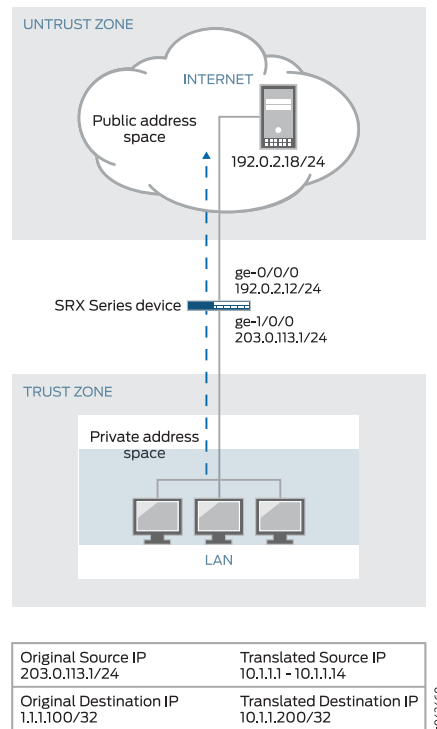 UNTRUST ZONE
INTERNET
Public address
space
192.0.2.18/24
ge-0/0/0
192.0.2.12/24
SRX Series device
ge-1/0/0
203.0.113.1/24
TRUST ZONE
Private address
space
LAN
Original Source IP
203.0.113.1/24
Translated Source IP
10.1.1.1 - 10.1.1.14
Original Destination IP
1.1.1.100/32
Translated Destination IP
10.1.1.200/32